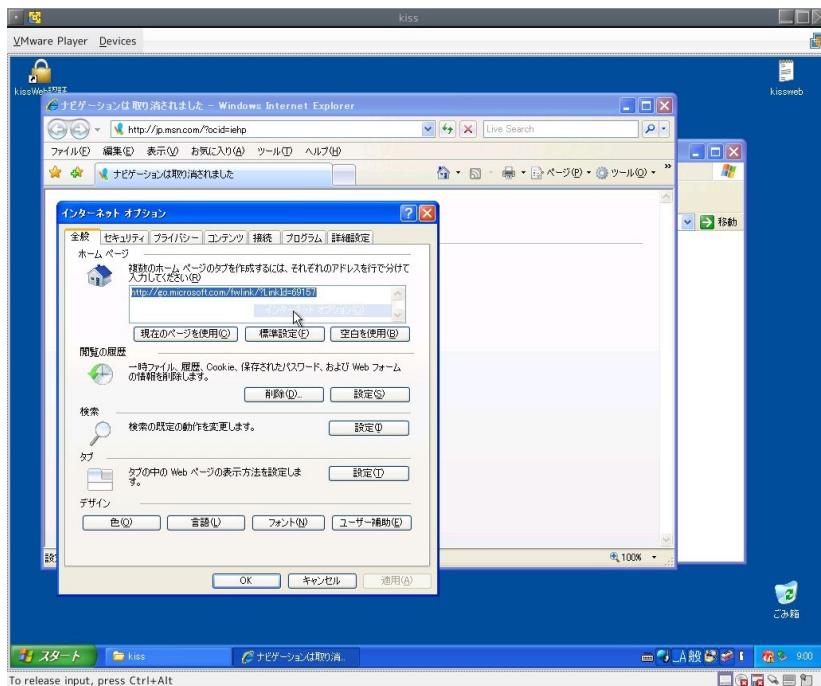 kiss
VMware Player Devices
kissWeb認証
kissweb
ナビゲーションは取り消されました - Windows Internet Explorer
http://jp.msn.com/?ocid=iehp
Live Search
ファイル(F) 編集(E) 表示(V) お気に入り(A) ツール(T) ヘルプ(H)
ナビゲーションは取り消されました
ページ(P) ツール(O)
移動
インターネット オプション
全般 セキュリティ プライバシー コンテンツ 接続 プログラム 詳細設定
ホーム ページ
複数のホーム ページのタブを作成するには、それぞれのアドレスを行で分けて
入力してください(R)
http://go.microsoft.com/fwlink/?LinkId=69157
インターネット オプション(O)
現在のページを使用(C) 標準設定(F) 空白を使用(B)
閲覧の履歴
一時ファイル、履歴、Cookie、保存されたパスワード、および Web フォーム
の情報を削除します。
削除(D)... 設定(S)
検索
検索の既定の動作を変更します。
設定(I)
タブ
タブの中の Web ページの表示方法を設定しま
す。
設定(T)
デザイン
色(O) 言語(L) フォント(N) ユーザー補助(E)
100%
OK キャンセル 適用(A)
ごみ箱
スタート kiss ナビゲーションは取り消... A 般 9:00
To release input, press Ctrl+Alt